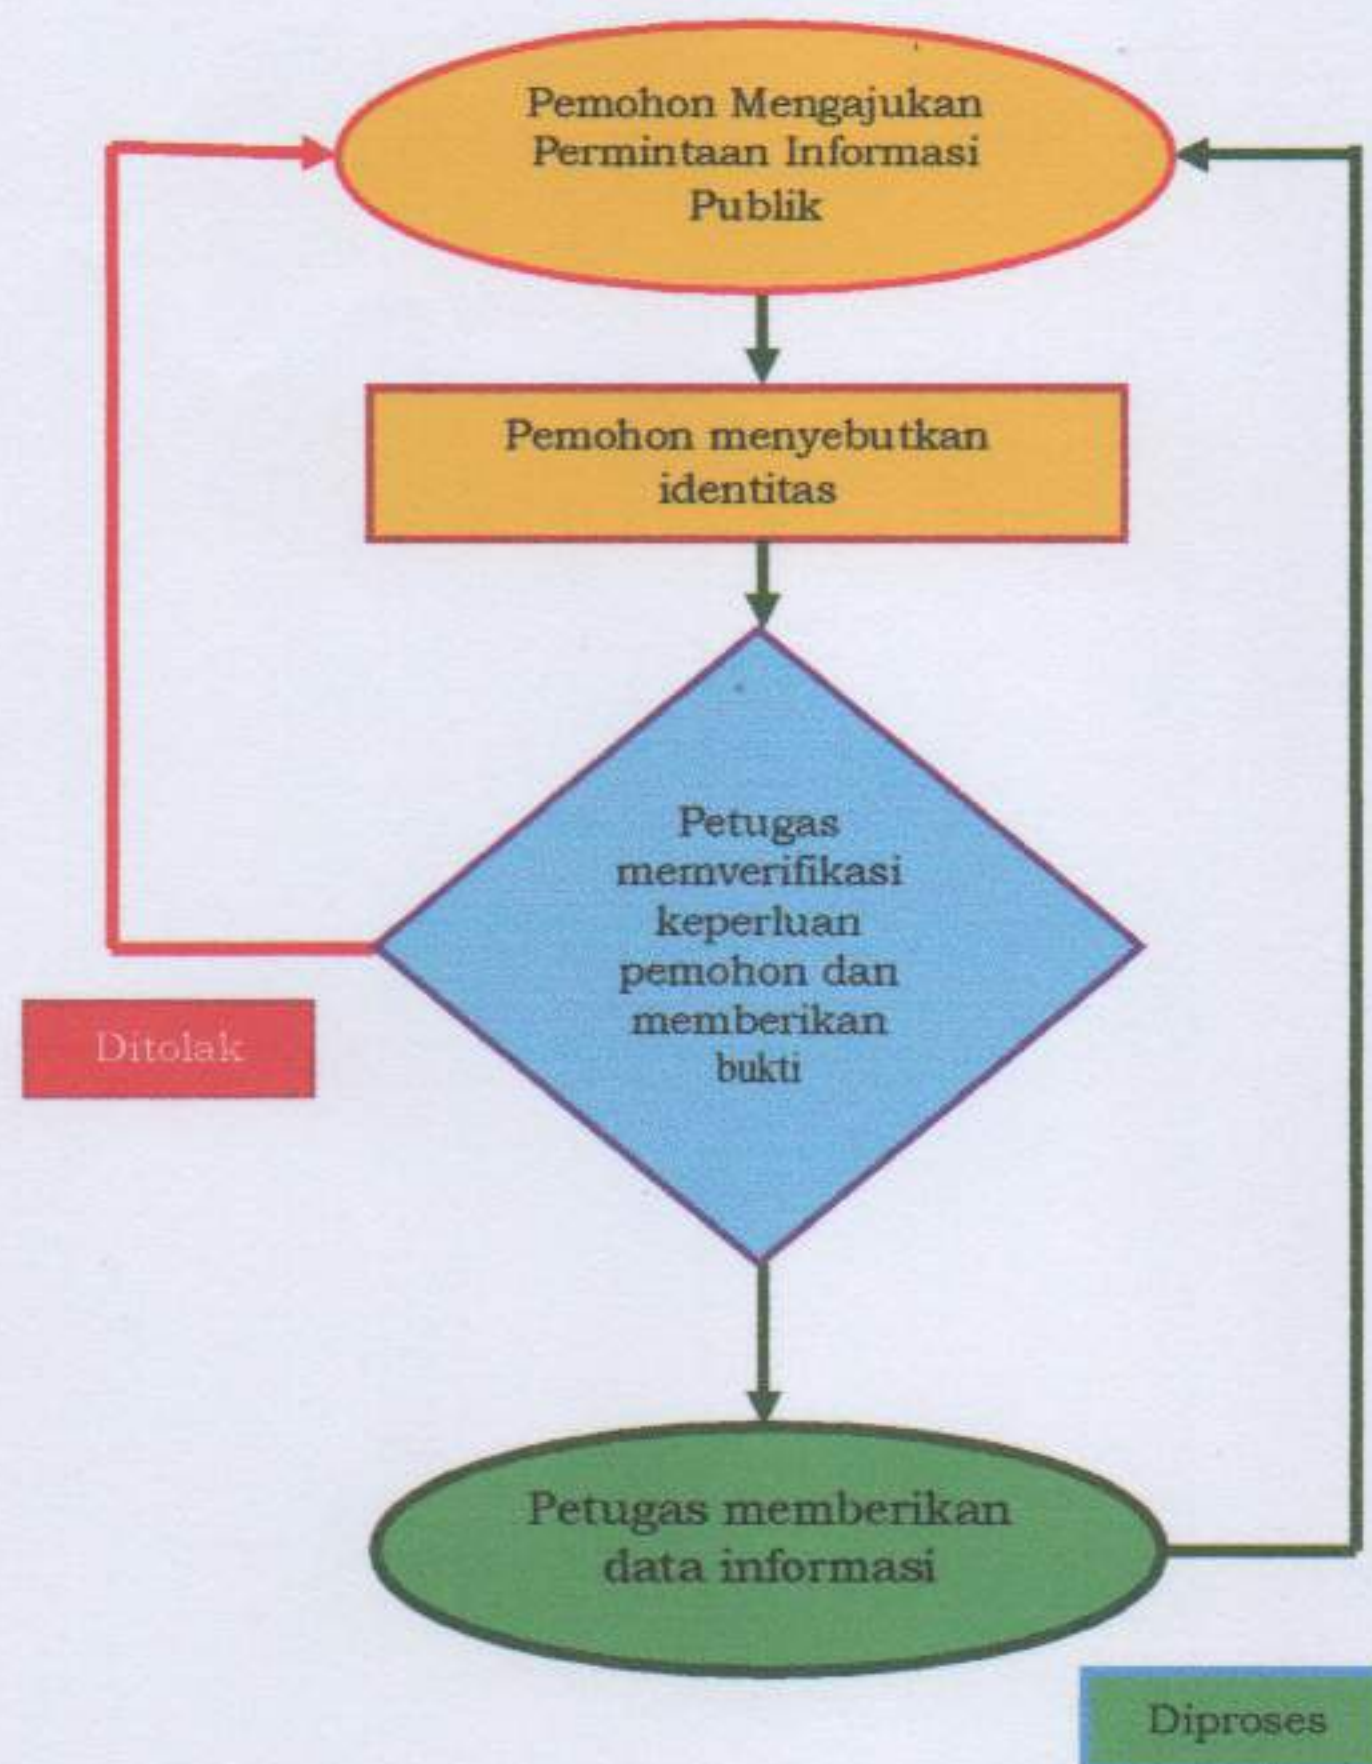 Pemohon Mengajukan
Permintaan Informasi
Publik
Pemohon menyebutkan
identitas
Petugas
memverifikasi
keperluan
pemohon dan
memberikan
bukti
Ditolak
Petugas memberikan
data informasi
Diproses